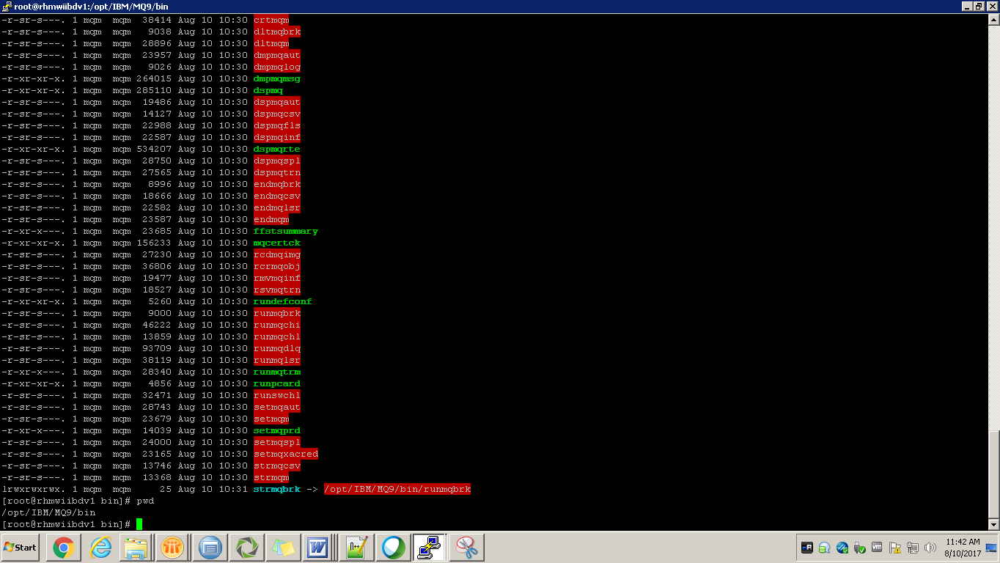 root@rhmwiibdv1:/opt/IBM/MQ9/bin
-r-sr-s---. 1 mqm  mqm  38414 Aug 10 10:30 crtmqm
-r-sr-s---. 1 mqm  mqm   9038 Aug 10 10:30 dltmqbrk
-r-sr-s---. 1 mqm  mqm  28896 Aug 10 10:30 dltmqm
-r-sr-s---. 1 mqm  mqm  23957 Aug 10 10:30 dmpmqaut
-r-sr-s---. 1 mqm  mqm   9026 Aug 10 10:30 dmpmqlog
-r-xr-xr-x. 1 mqm  mqm 264015 Aug 10 10:30 dmpmqmsg
-r-xr-xr-x. 1 mqm  mqm 285110 Aug 10 10:30 dspmq
-r-sr-s---. 1 mqm  mqm  19486 Aug 10 10:30 dspmqaut
-r-sr-s---. 1 mqm  mqm  14127 Aug 10 10:30 dspmqcsv
-r-sr-s---. 1 mqm  mqm  22988 Aug 10 10:30 dspmqfls
-r-sr-s---. 1 mqm  mqm  22587 Aug 10 10:30 dspmqinf
-r-xr-xr-x. 1 mqm  mqm 534207 Aug 10 10:30 dspmqrte
-r-sr-s---. 1 mqm  mqm  28750 Aug 10 10:30 dspmqspl
-r-sr-s---. 1 mqm  mqm  27565 Aug 10 10:30 dspmqtrn
-r-sr-s---. 1 mqm  mqm   8996 Aug 10 10:30 endmqbrk
-r-sr-s---. 1 mqm  mqm  18666 Aug 10 10:30 endmqcsv
-r-sr-s---. 1 mqm  mqm  22582 Aug 10 10:30 endmqlsr
-r-sr-s---. 1 mqm  mqm  23587 Aug 10 10:30 endmqm
-r-xr-x---. 1 mqm  mqm  23685 Aug 10 10:30 ffstsummary
-r-xr-xr-x. 1 mqm  mqm 156233 Aug 10 10:30 mqcertck
-r-sr-s---. 1 mqm  mqm  27230 Aug 10 10:30 rcdmqimg
-r-sr-s---. 1 mqm  mqm  36806 Aug 10 10:30 rcrmqobj
-r-sr-s---. 1 mqm  mqm  19477 Aug 10 10:30 rmvmqinf
-r-sr-s---. 1 mqm  mqm  18527 Aug 10 10:30 rsvmqtrn
-r-xr-xr-x. 1 mqm  mqm   5260 Aug 10 10:30 rundefconf
-r-sr-s---. 1 mqm  mqm   9000 Aug 10 10:30 runmqbrk
-r-sr-s---. 1 mqm  mqm  46222 Aug 10 10:30 runmqchi
-r-sr-s---. 1 mqm  mqm  13859 Aug 10 10:30 runmqchl
-r-sr-s---. 1 mqm  mqm  93709 Aug 10 10:30 runmqdlq
-r-sr-s---. 1 mqm  mqm  38119 Aug 10 10:30 runmqlsr
-r-xr-x---. 1 mqm  mqm  28340 Aug 10 10:30 runmqtrm
-r-xr-xr-x. 1 mqm  mqm   4856 Aug 10 10:30 runpcard
-r-sr-s---. 1 mqm  mqm  32471 Aug 10 10:30 runswchl
-r-sr-s---. 1 mqm  mqm  28743 Aug 10 10:30 setmqaut
-r-sr-s---. 1 mqm  mqm  23679 Aug 10 10:30 setmqm
-r-xr-x---. 1 mqm  mqm  14039 Aug 10 10:30 setmqprd
-r-sr-s---. 1 mqm  mqm  24000 Aug 10 10:30 setmqspl
-r-sr-s---. 1 mqm  mqm  23165 Aug 10 10:30 setmqxacred
-r-sr-s---. 1 mqm  mqm  13746 Aug 10 10:30 strmqcsv
-r-sr-s---. 1 mqm  mqm  13368 Aug 10 10:30 strmqm
lrwxrwxrwx. 1 mqm  mqm     25 Aug 10 10:31 strmqbrk -> /opt/IBM/MQ9/bin/runmqbrk
[root@rhmwiibdv1 bin]# pwd
/opt/IBM/MQ9/bin
[root@rhmwiibdv1 bin]#
Start
11:42 AM
8/10/2017